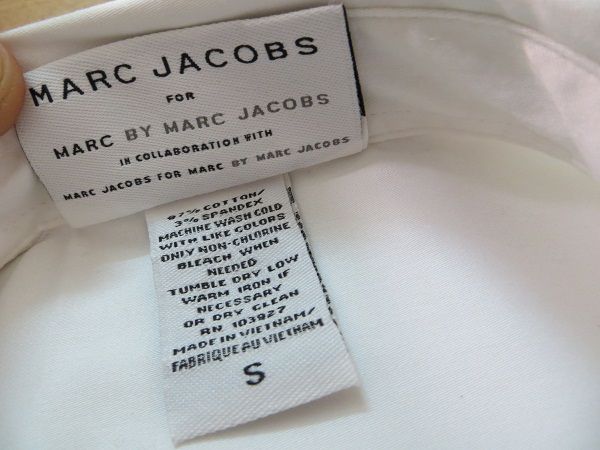 MARC JACOBS
FOR
MARC BY MARC JACOBS
IN COLLABORATION WITH
MARC JACOBS FOR MARC BY MARC JACOBS
97% COTTON/
3% SPANDEX
MACHINE WASH COLD
WITH LIKE COLORS
ONLY NON-CHLORINE
BLEACH WHEN
NEEDED
TUMBLE DRY LOW
WARM IRON IF
NECESSARY
OR DRY CLEAN
RN 103927
MADE IN VIETNAM/
FABRIQUE AU VIETNAM
S